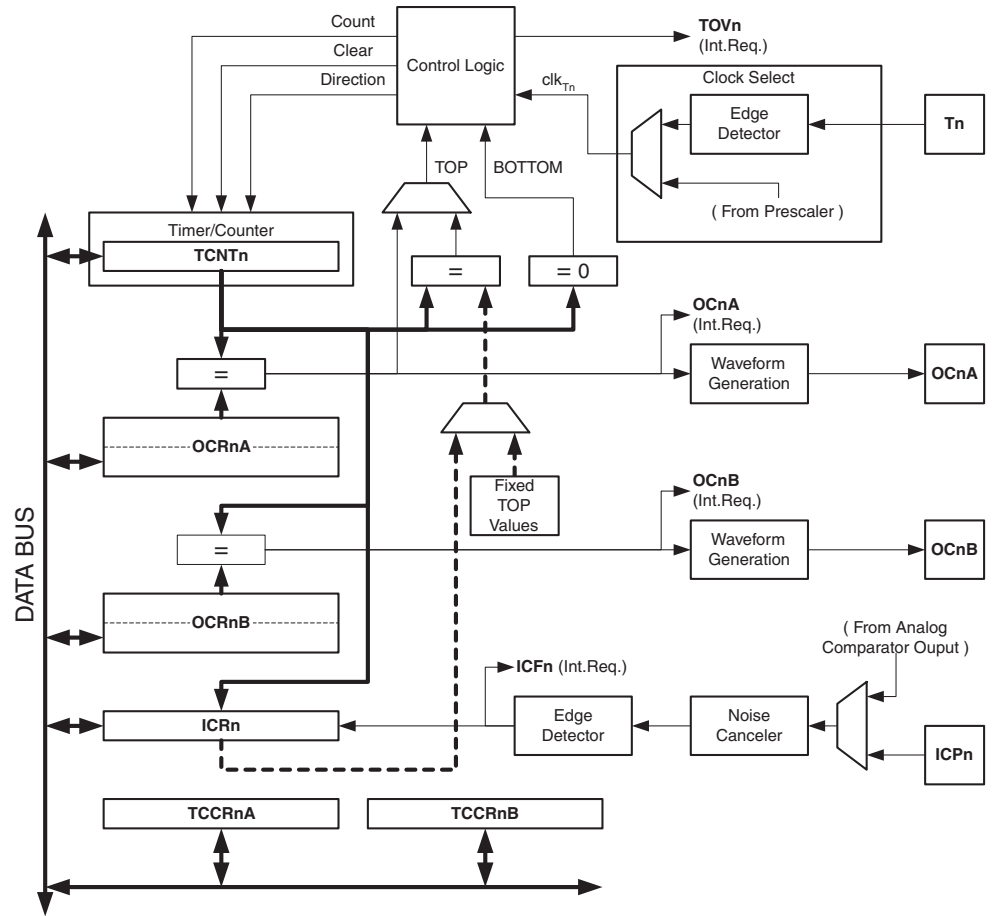 Count
Clear
Direction
Control Logic
TOVn
(Int.Req.)
clkTn
Clock Select
Edge
Detector
Tn
( From Prescaler )
TOP
BOTTOM
Timer/Counter
TCNTn
=
= 0
OCnA
(Int.Req.)
=
Waveform
Generation
OCnA
OCRnA
Fixed
TOP
Values
OCnB
(Int.Req.)
=
Waveform
Generation
OCnB
OCRnB
DATA BUS
( From Analog
Comparator Ouput )
ICFn (Int.Req.)
ICRn
Edge
Detector
Noise
Canceler
ICPn
TCCRnA
TCCRnB